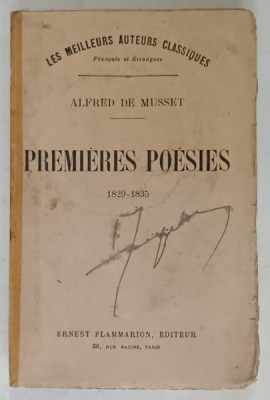 LES MEILLEURS AUTEURS CLASSIQUES
Français et Étrangers
ALFRED DE MUSSET
PREMIÈRES POÉSIES
1829-1835
ERNEST FLAMMARION, ÉDITEUR
26, RUE RACINE, PARIS